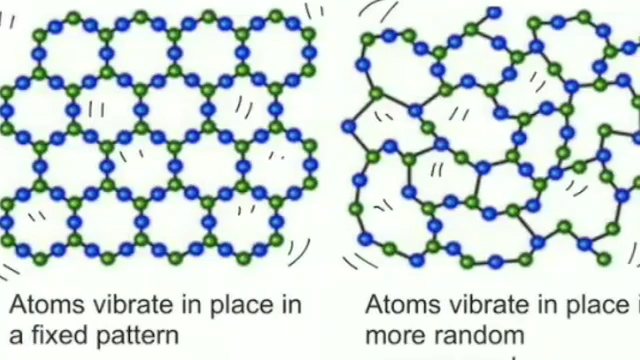 Atoms vibrate in place in
a fixed pattern
Atoms vibrate in place i
more random